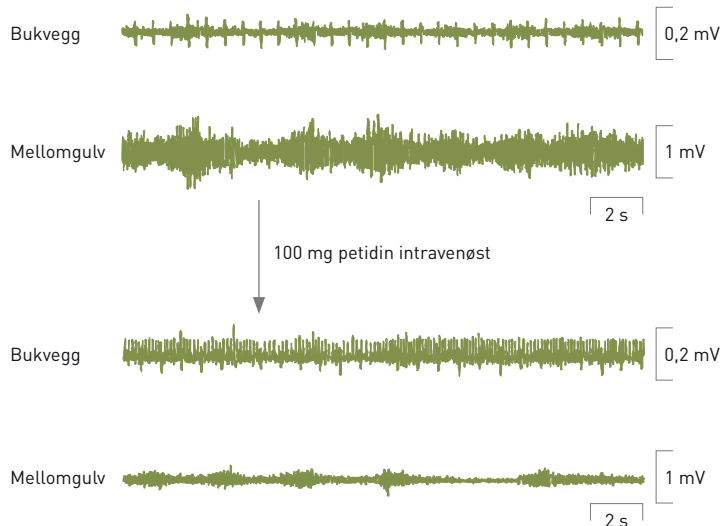 Bukvegg
0,2 mV
Mellomgulv
1 mV
2 s
100 mg petidin intravenøst
Bukvegg
0,2 mV
Mellomgulv
1 mV
2 s